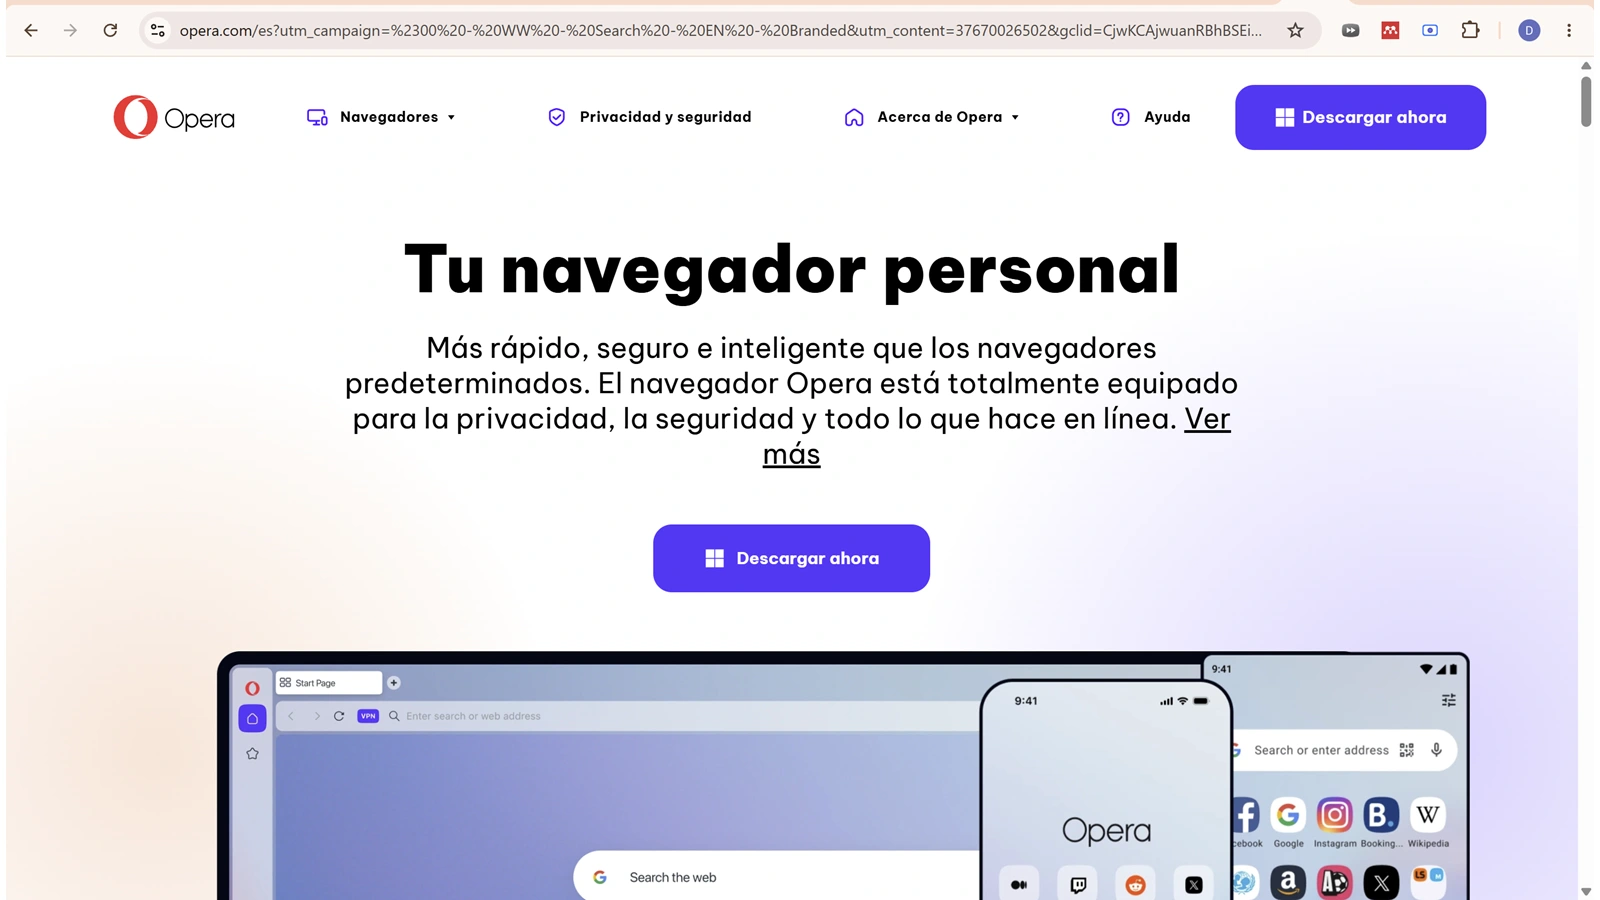 opera.com/es?utm_campaign=%2300%20-%20WW%20-%20Search%20-%20EN%20-%20Branded&utm_content=37670026502&gclid=CjwKCAjwuanRBhBSEi...
D
Opera
Navegadores
Privacidad y seguridad
Acerca de Opera
Ayuda
Descargar ahora
Tu navegador personal
Más rápido, seguro e inteligente que los navegadores
predeterminados. El navegador Opera está totalmente equipado
para la privacidad, la seguridad y todo lo que hace en línea. Ver
más
Descargar ahora
Start Page
VPN
Enter search or web address
Search the web
9:41
Opera
9:41
Search or enter address
cebook
Google
Instagram
Booking...
Wikipedia